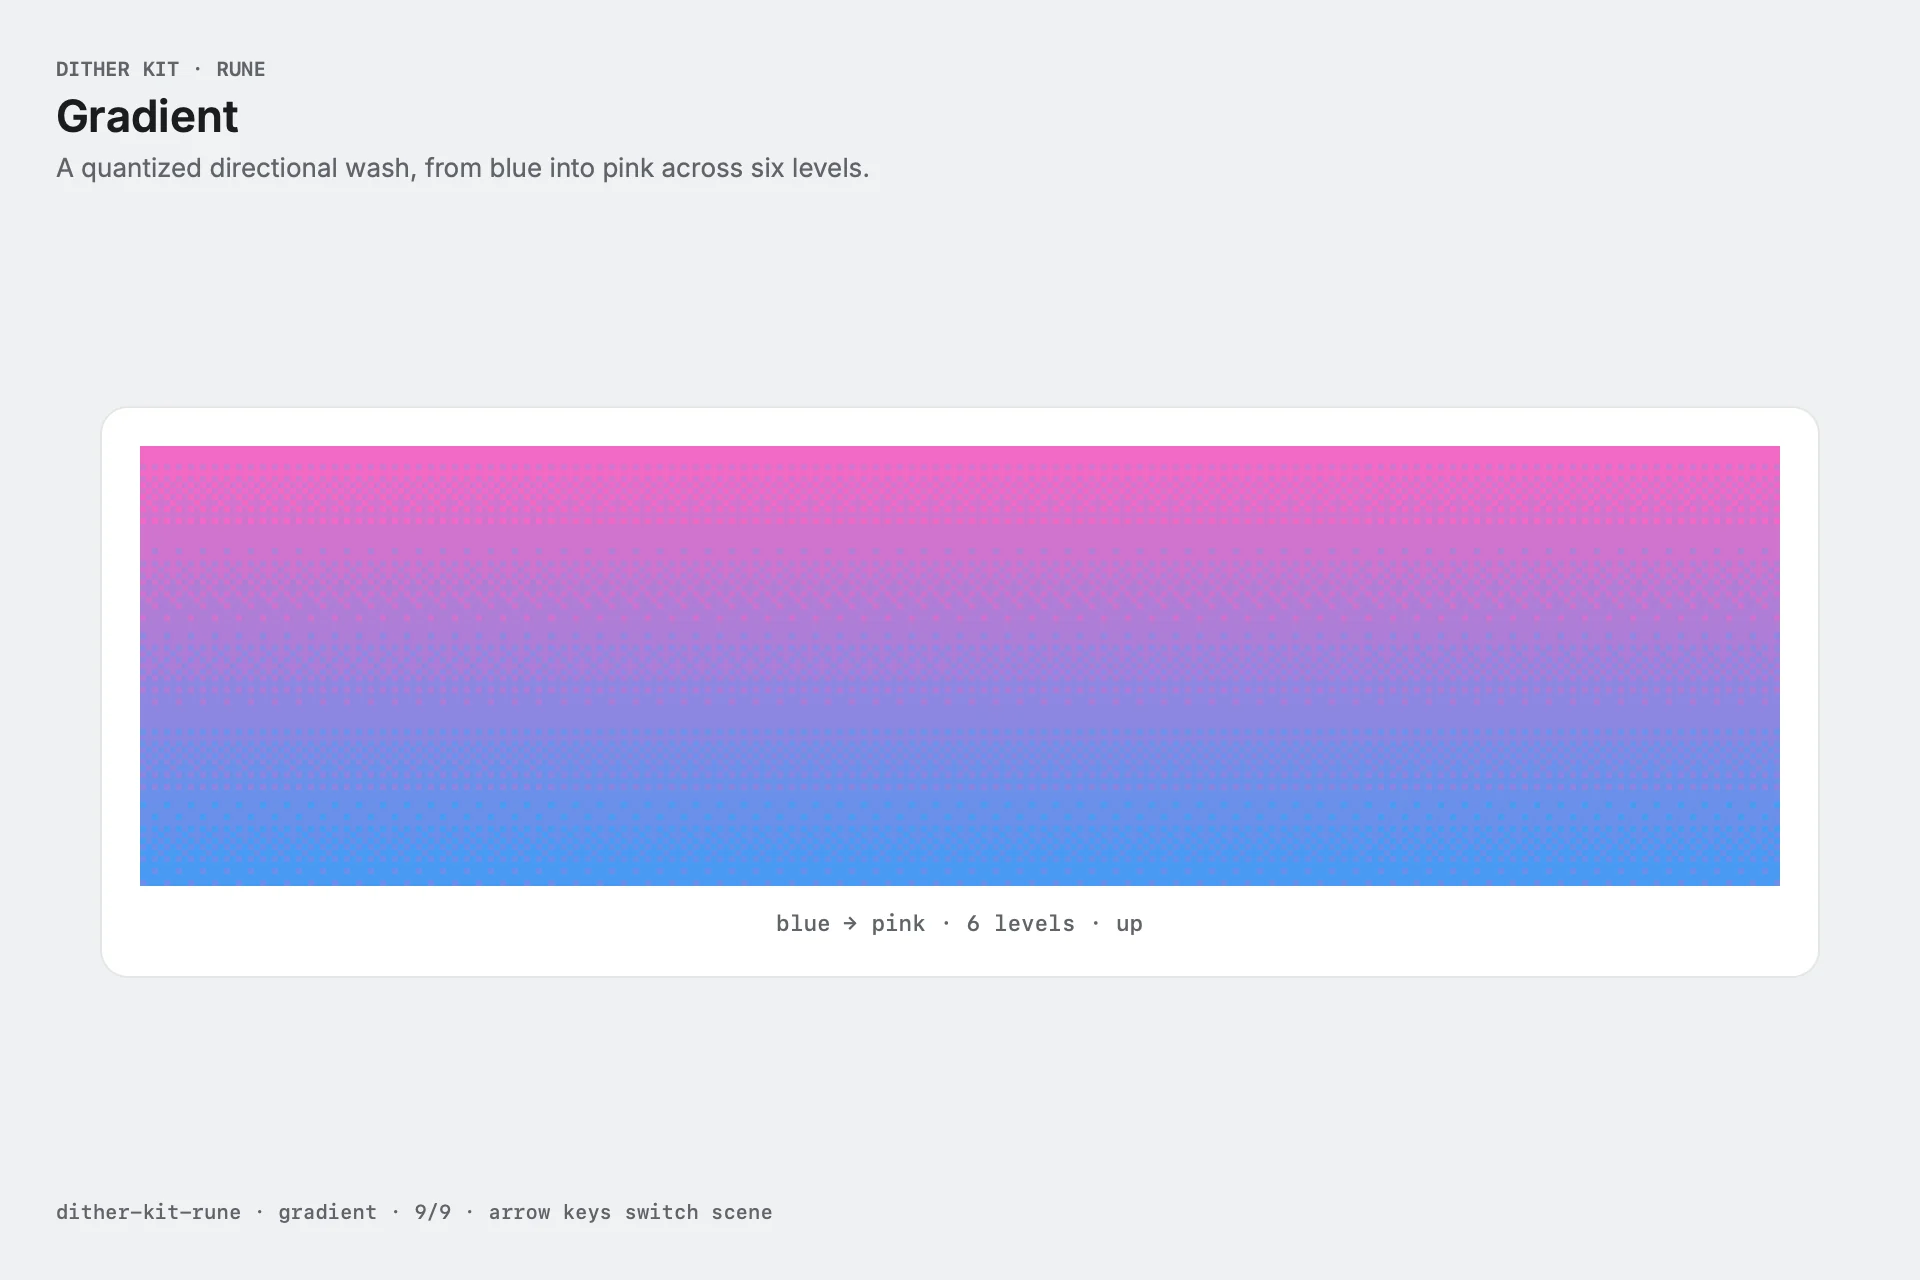 DITHER KIT · RUNE
Gradient
A quantized directional wash, from blue into pink across six levels.
blue → pink · 6 levels · up
dither-kit-rune · gradient · 9/9 · arrow keys switch scene